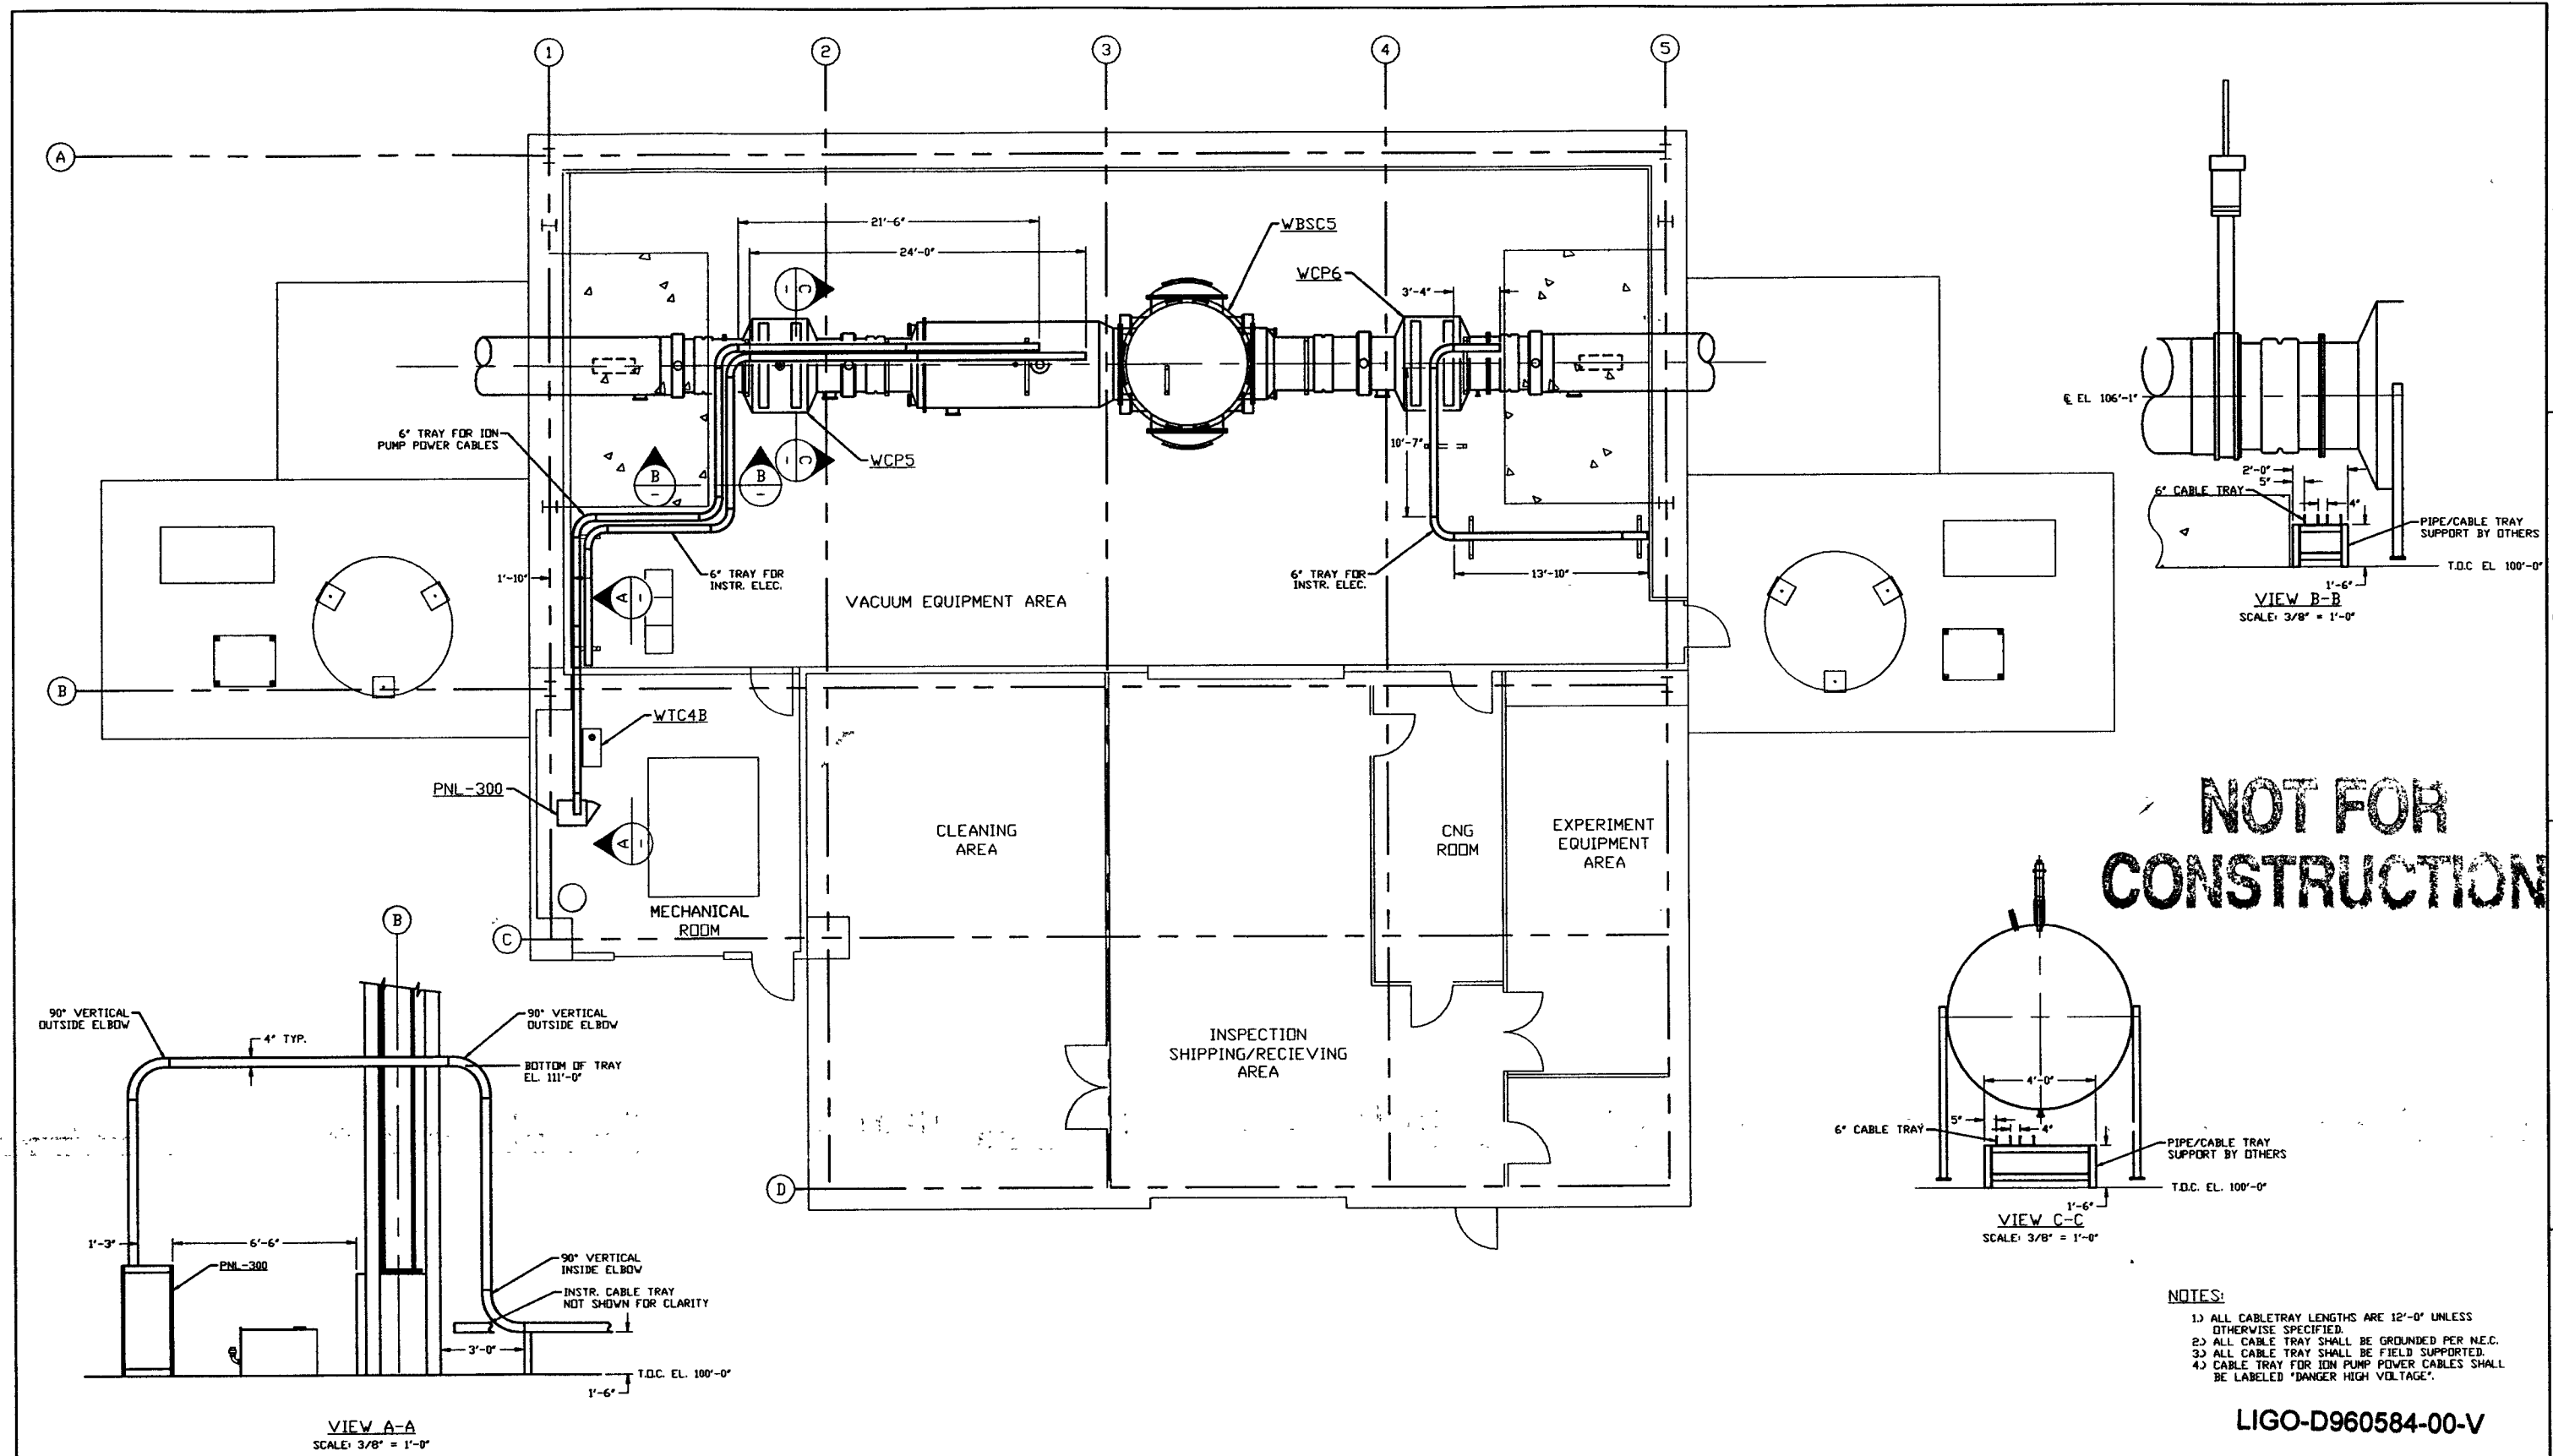 1
2
3
4
5
A
21'-6"
24'-0"
WBSC5
WCP6
3'-4"
C
-
6" TRAY FOR ION
PUMP POWER CABLES
B
-
B
-
C
-
WCP5
10'-7"
1'-10"
6" TRAY FOR
INSTR. ELEC.
A
-
VACUUM EQUIPMENT AREA
6" TRAY FOR
INSTR. ELEC.
13'-10"
℄ EL 106'-1"
2'-0"
5"
6" CABLE TRAY
4"
PIPE/CABLE TRAY
SUPPORT BY OTHERS
T.O.C EL 100'-0"
1'-6"
VIEW B-B
SCALE: 3/8" = 1'-0"
B
WTC4B
PNL-300
A
-
MECHANICAL
ROOM
CLEANING
AREA
CNG
ROOM
EXPERIMENT
EQUIPMENT
AREA
C
INSPECTION
SHIPPING/RECIEVING
AREA
D
NOT FOR
CONSTRUCTION
B
90° VERTICAL
OUTSIDE ELBOW
4" TYP.
90° VERTICAL
OUTSIDE ELBOW
BOTTOM OF TRAY
EL. 111'-0"
1'-3"
6'-6"
PNL-300
90° VERTICAL
INSIDE ELBOW
INSTR. CABLE TRAY
NOT SHOWN FOR CLARITY
3'-0"
T.O.C. EL. 100'-0"
1'-6"
VIEW A-A
SCALE: 3/8" = 1'-0"
4'-0"
5"
6" CABLE TRAY
4"
PIPE/CABLE TRAY
SUPPORT BY OTHERS
T.O.C. EL. 100'-0"
1'-6"
VIEW C-C
SCALE: 3/8" = 1'-0"
NOTES:
1.) ALL CABLETRAY LENGTHS ARE 12'-0" UNLESS
OTHERWISE SPECIFIED.
2.) ALL CABLE TRAY SHALL BE GROUNDED PER N.E.C.
3.) ALL CABLE TRAY SHALL BE FIELD SUPPORTED.
4.) CABLE TRAY FOR ION PUMP POWER CABLES SHALL
BE LABELED "DANGER HIGH VOLTAGE".
LIGO-D960584-00-V